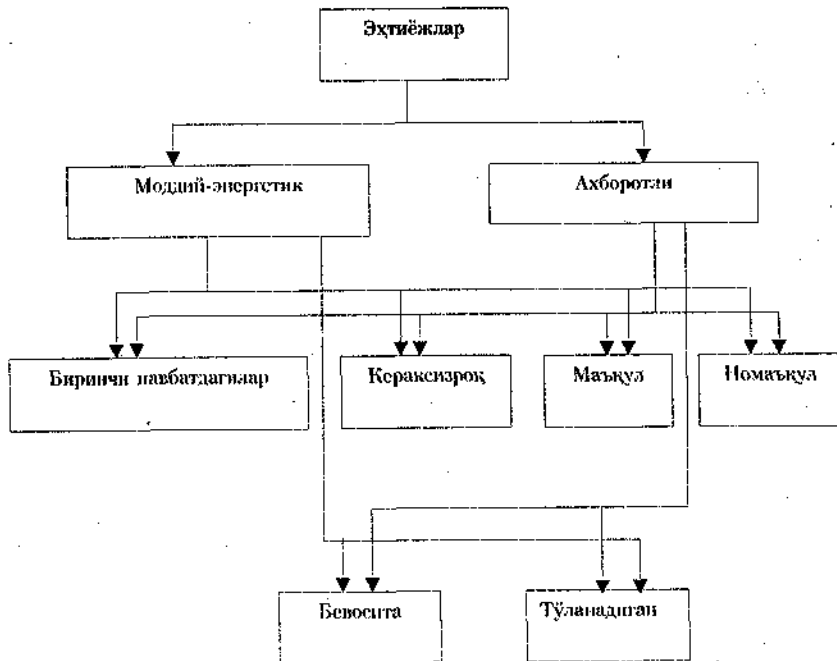 Эҳтиёжлар
Моддий-энергетик
Ахборотли
Биринчи навбатдагилар
Кераксизроқ
Маъқул
Номаъқул
Бевосита
Тўланадиган